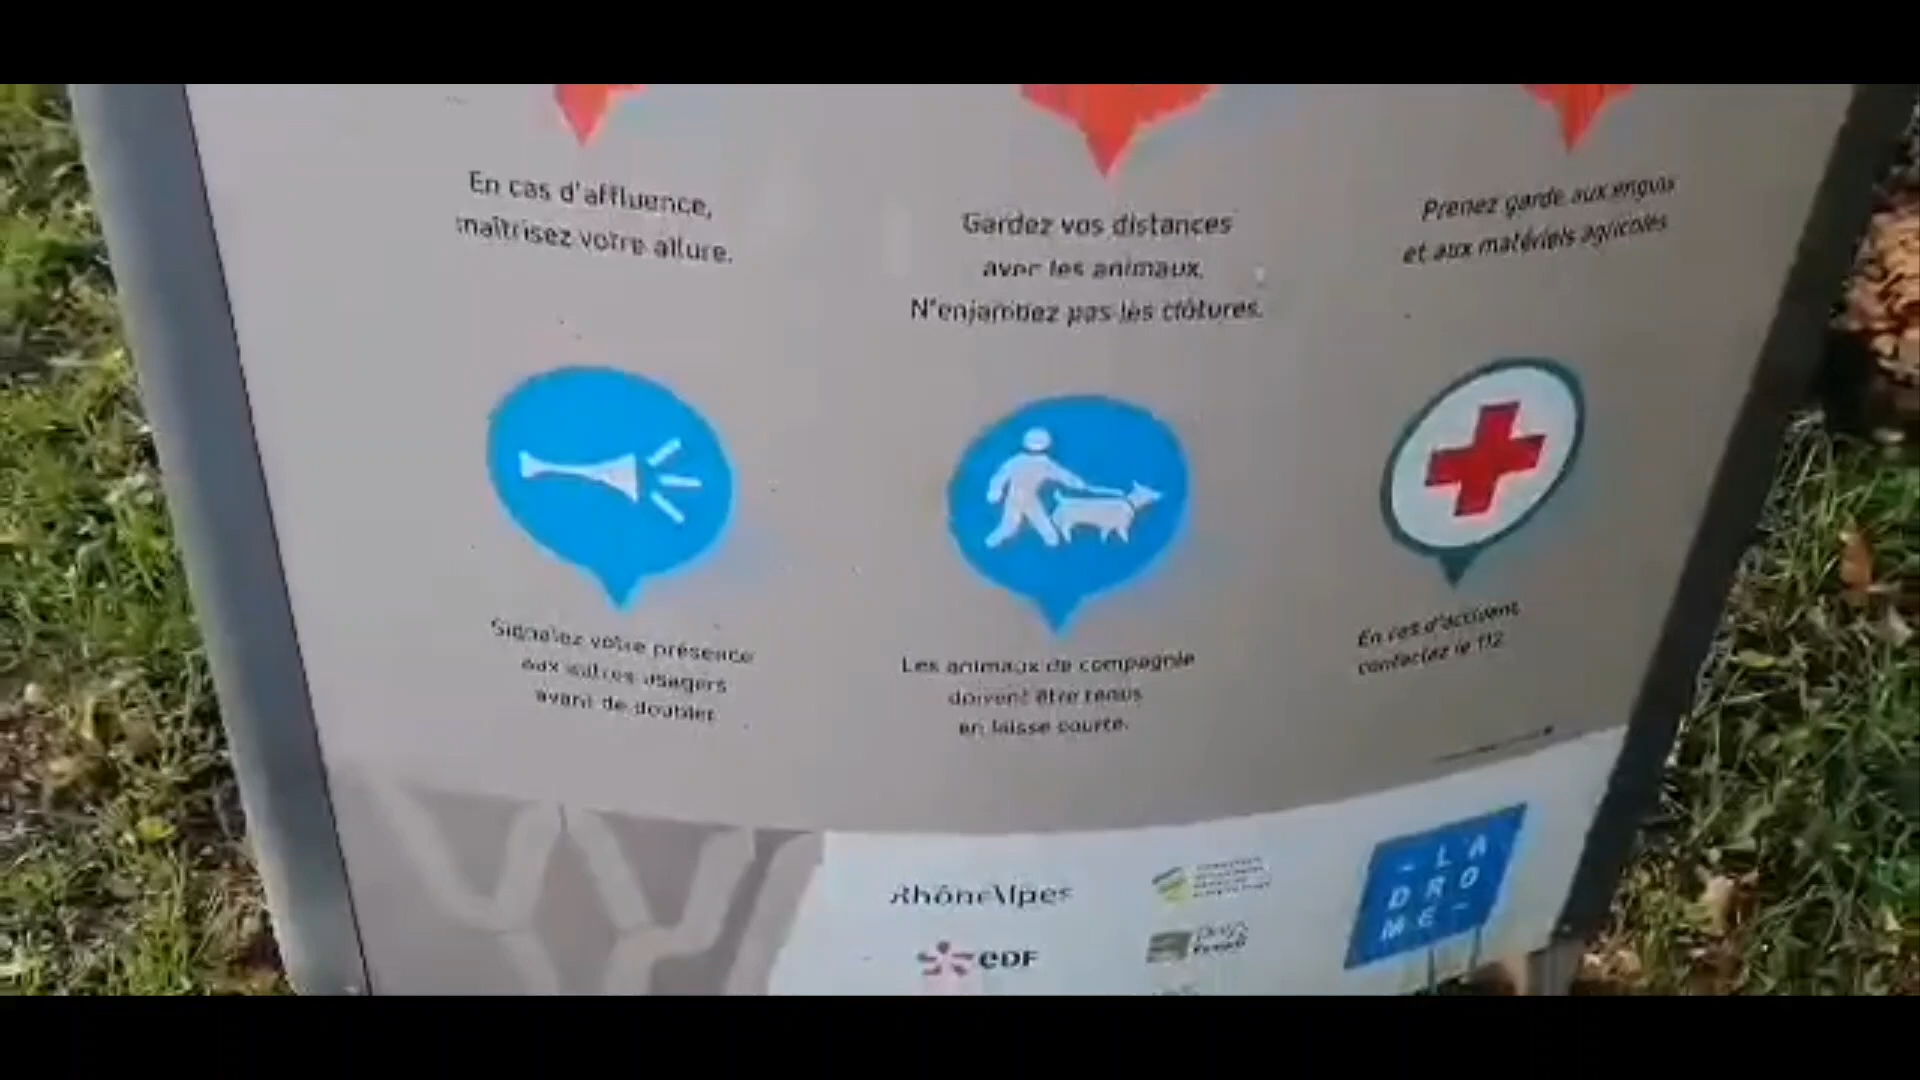 En cas d'affluence,
maîtrisez votre allure.
Gardez vos distances
avec les animaux.
N'enjambez pas les clôtures.
Prenez garde aux engins
et aux matériels agricoles
Signalez votre présence
aux autres usagers
avant de doubler
Les animaux de compagnie
doivent être tenus
en laisse courte.
En cas d'accident
contactez le 112
RhôneAlpes
eDF
– L'A
DRO
ME –